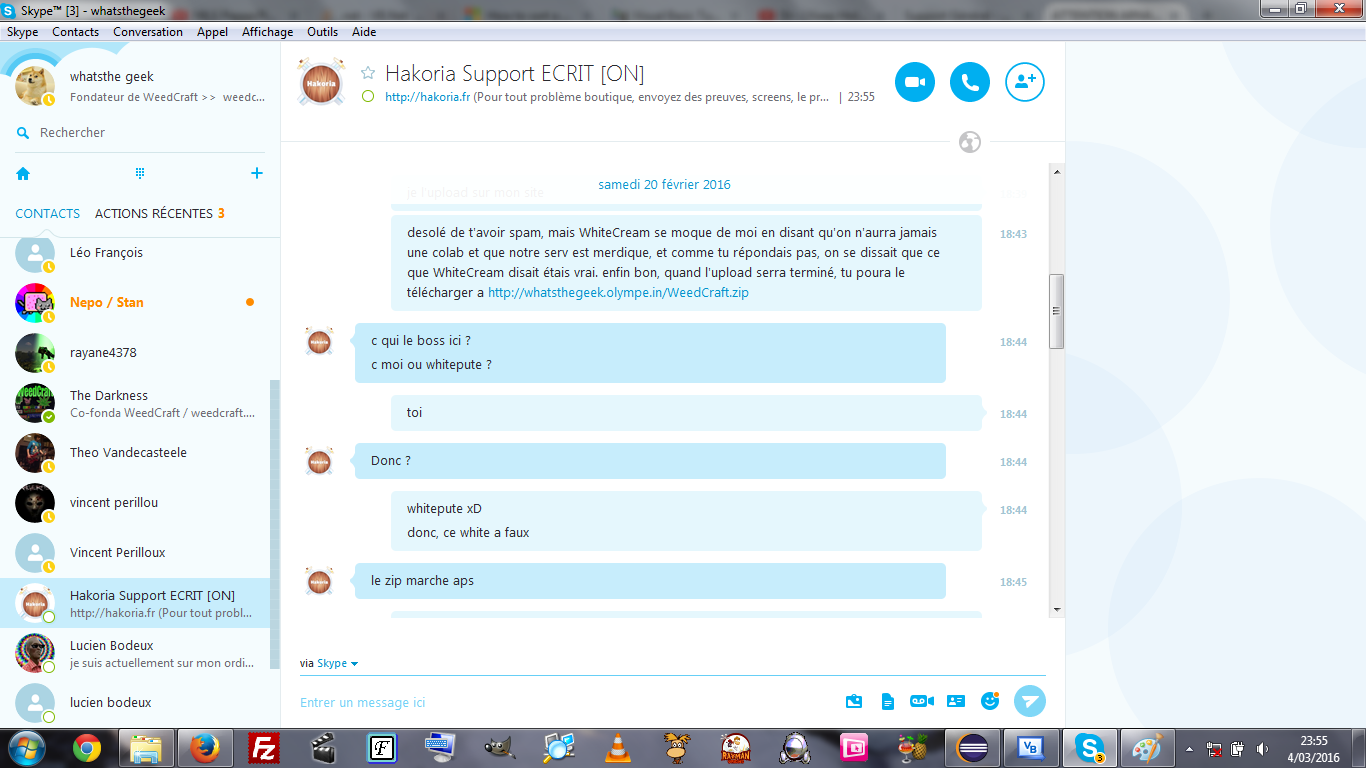 Skype™ [3] - whatsthegeek
Skype Contacts Conversation Appel Affichage Outils Aide
whatsthe geek
Fondateur de WeedCraft >> weedc...
Rechercher
CONTACTS ACTIONS RÉCENTES 3
Léo François
Nepo / Stan
rayane4378
The Darkness
Co-fonda WeedCraft / weedcraft....
Theo Vandecasteele
vincent perillou
Vincent Perilloux
Hakoria Support ECRIT [ON]
http://hakoria.fr (Pour tout probl...
Lucien Bodeux
je suis actuellement sur mon ordi...
lucien bodeux
Hakoria
Hakoria Support ECRIT [ON]
http://hakoria.fr (Pour tout problème boutique, envoyez des preuves, screens, le pr... | 23:55
samedi 20 février 2016
je l'upload sur mon site
desolé de t'avoir spam, mais WhiteCream se moque de moi en disant qu'on n'aurra jamais
une colab et que notre serv est merdique, et comme tu répondais pas, on se dissait que ce
que WhiteCream disait étais vrai. enfin bon, quand l'upload serra terminé, tu poura le
télécharger a http://whatsthegeek.olympe.in/WeedCraft.zip
18:43
c qui le boss ici ?
18:44
c moi ou whitepute ?
toi
18:44
Donc ?
18:44
whitepute xD
18:44
donc, ce white a faux
le zip marche aps
18:45
via Skype
Entrer un message ici
23:55
4/03/2016